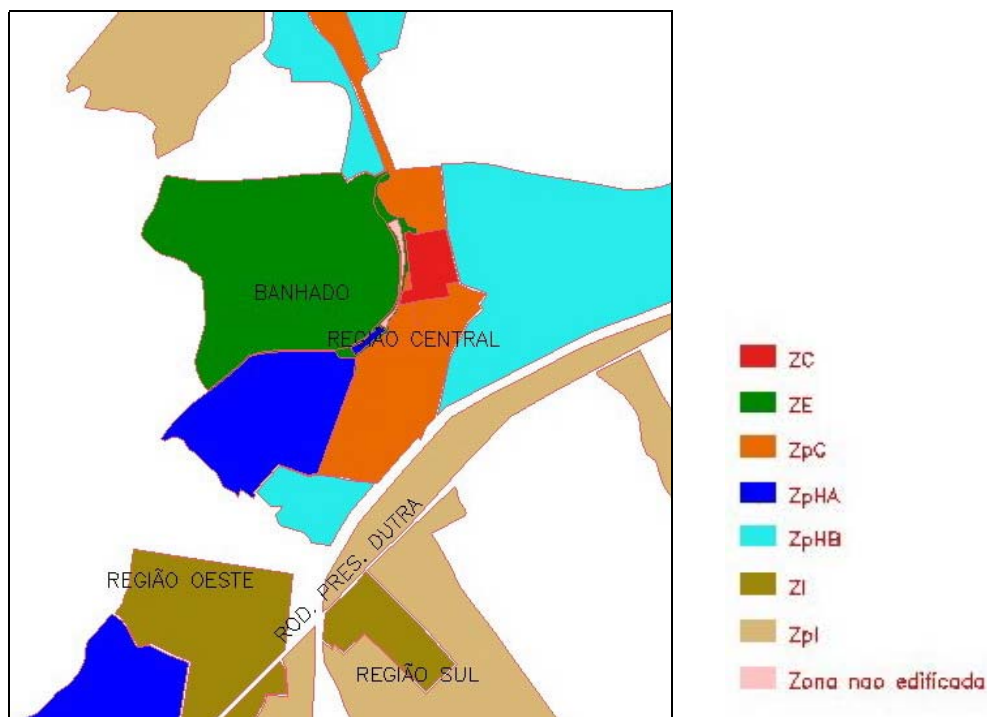 BANHADO
REGIÃO CENTRAL
ROD. PRES. DUTRA
REGIÃO OESTE
REGIÃO SUL
ZC
ZE
ZpC
ZpHA
ZpHB
ZI
ZpI
Zona nao edificada